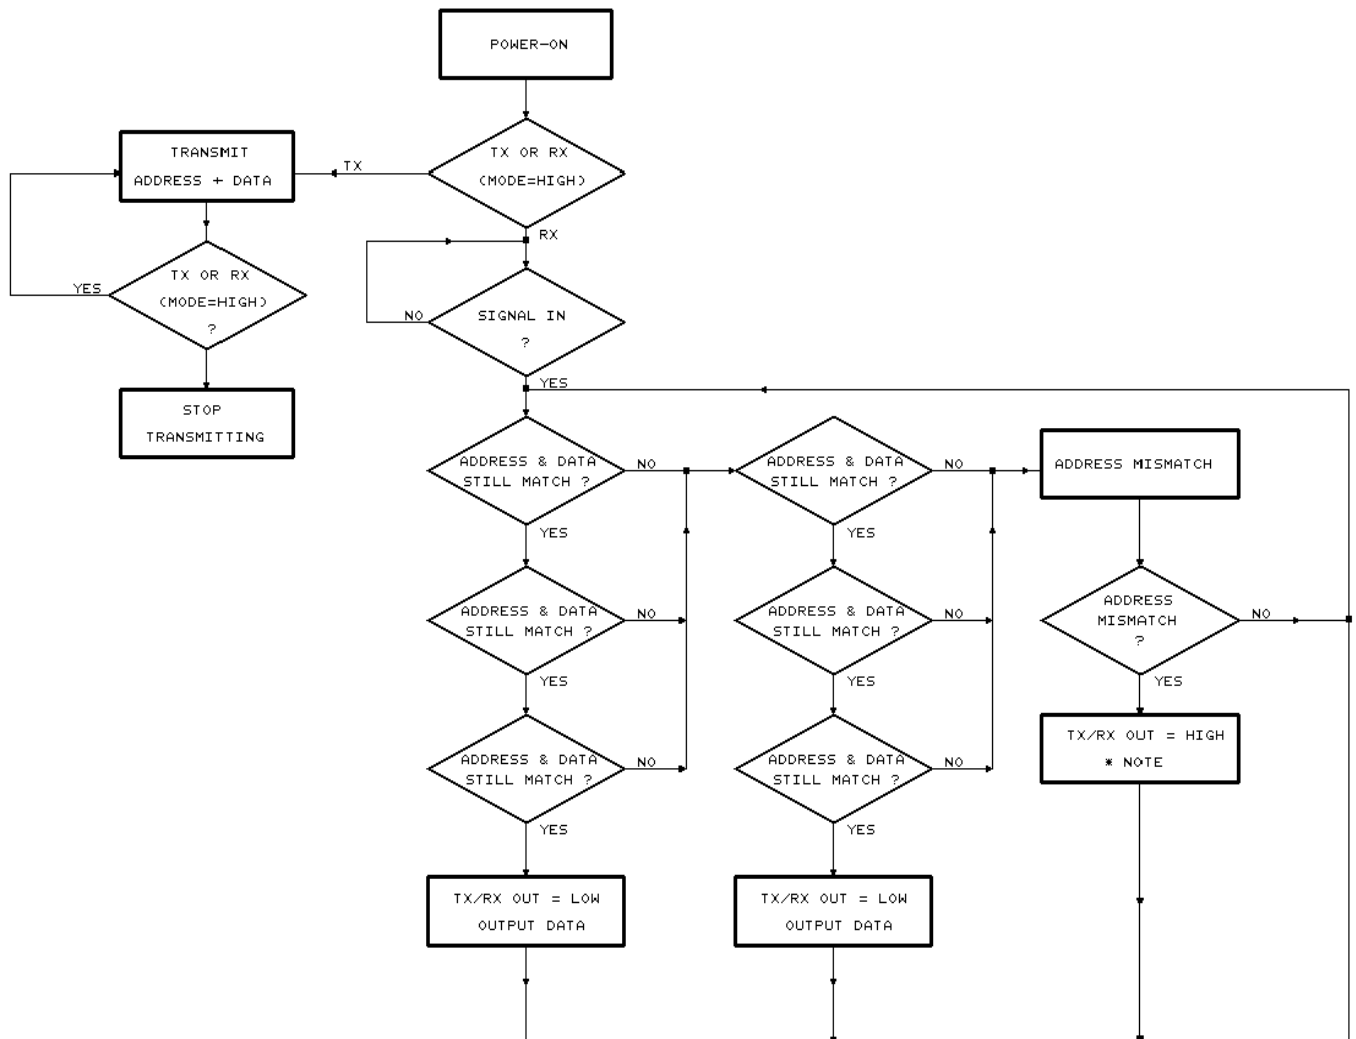 POWER-ON
TX OR RX
(MODE=HIGH)
TX
TRANSMIT
ADDRESS + DATA
TX OR RX
(MODE=HIGH)
?
YES
STOP
TRANSMITTING
RX
SIGNAL IN
?
NO
YES
ADDRESS & DATA
STILL MATCH ?
NO
YES
ADDRESS & DATA
STILL MATCH ?
NO
YES
ADDRESS & DATA
STILL MATCH ?
NO
YES
TX/RX OUT = LOW
OUTPUT DATA
ADDRESS & DATA
STILL MATCH ?
NO
YES
ADDRESS & DATA
STILL MATCH ?
NO
YES
ADDRESS & DATA
STILL MATCH ?
NO
YES
TX/RX OUT = LOW
OUTPUT DATA
ADDRESS MISMATCH
ADDRESS
MISMATCH
?
NO
YES
TX/RX OUT = HIGH
* NOTE